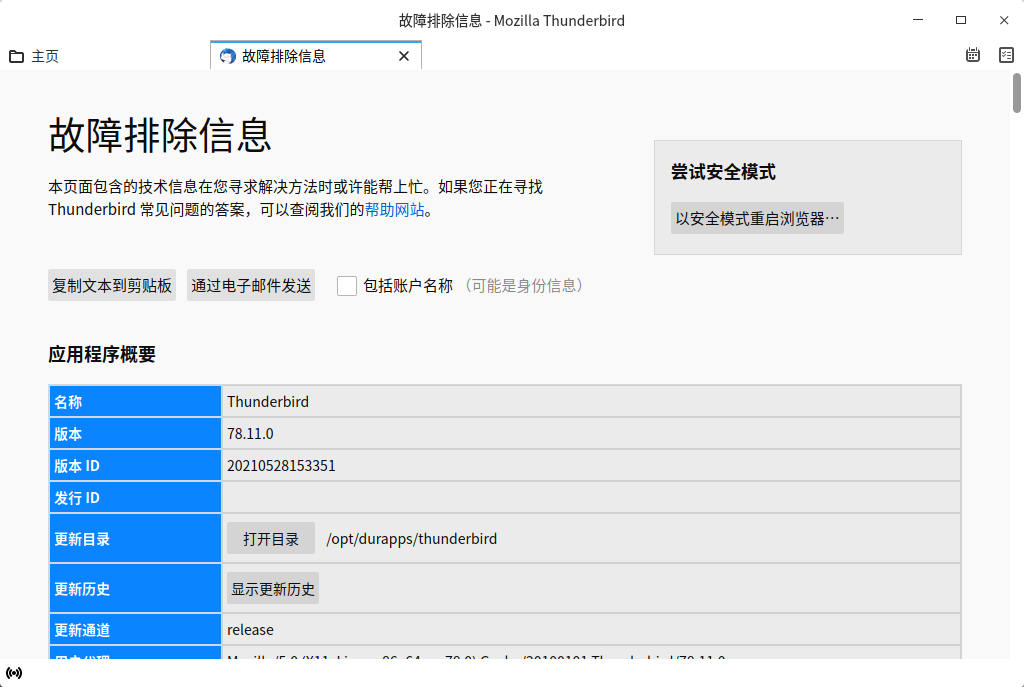 故障排除信息 - Mozilla Thunderbird
主页
故障排除信息
故障排除信息
本页面包含的技术信息在您寻求解决方法时或许能帮上忙。如果您正在寻找
Thunderbird 常见问题的答案，可以查阅我们的帮助网站。
尝试安全模式
以安全模式重启浏览器…
复制文本到剪贴板 通过电子邮件发送 包括账户名称 （可能是身份信息）
应用程序概要
名称 Thunderbird
版本 78.11.0
版本 ID 20210528153351
发行 ID
更新目录 打开目录 /opt/durapps/thunderbird
更新历史 显示更新历史
更新通道 release